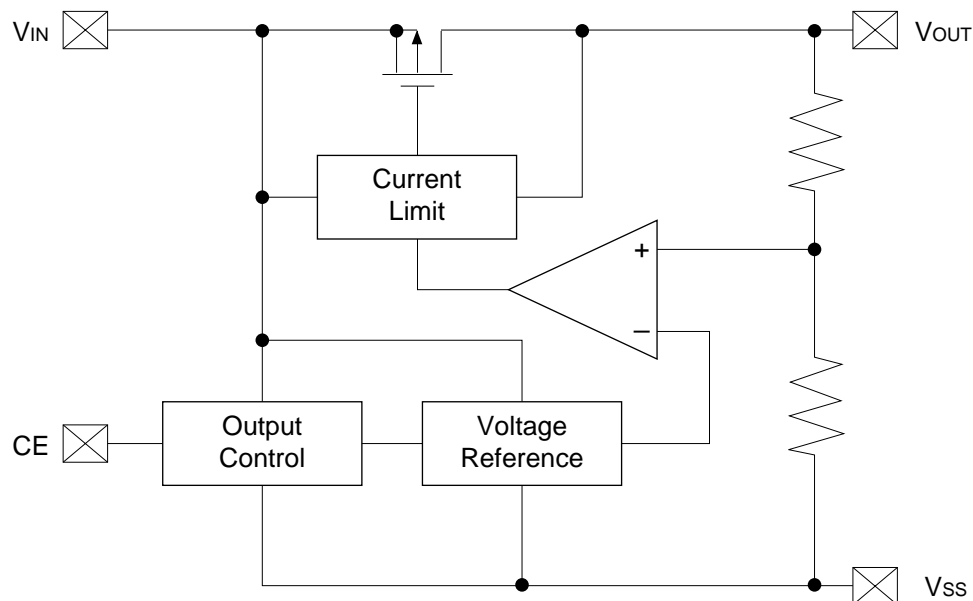 VIN
VOUT
Current
Limit
+
–
CE
Output
Control
Voltage
Reference
VSS